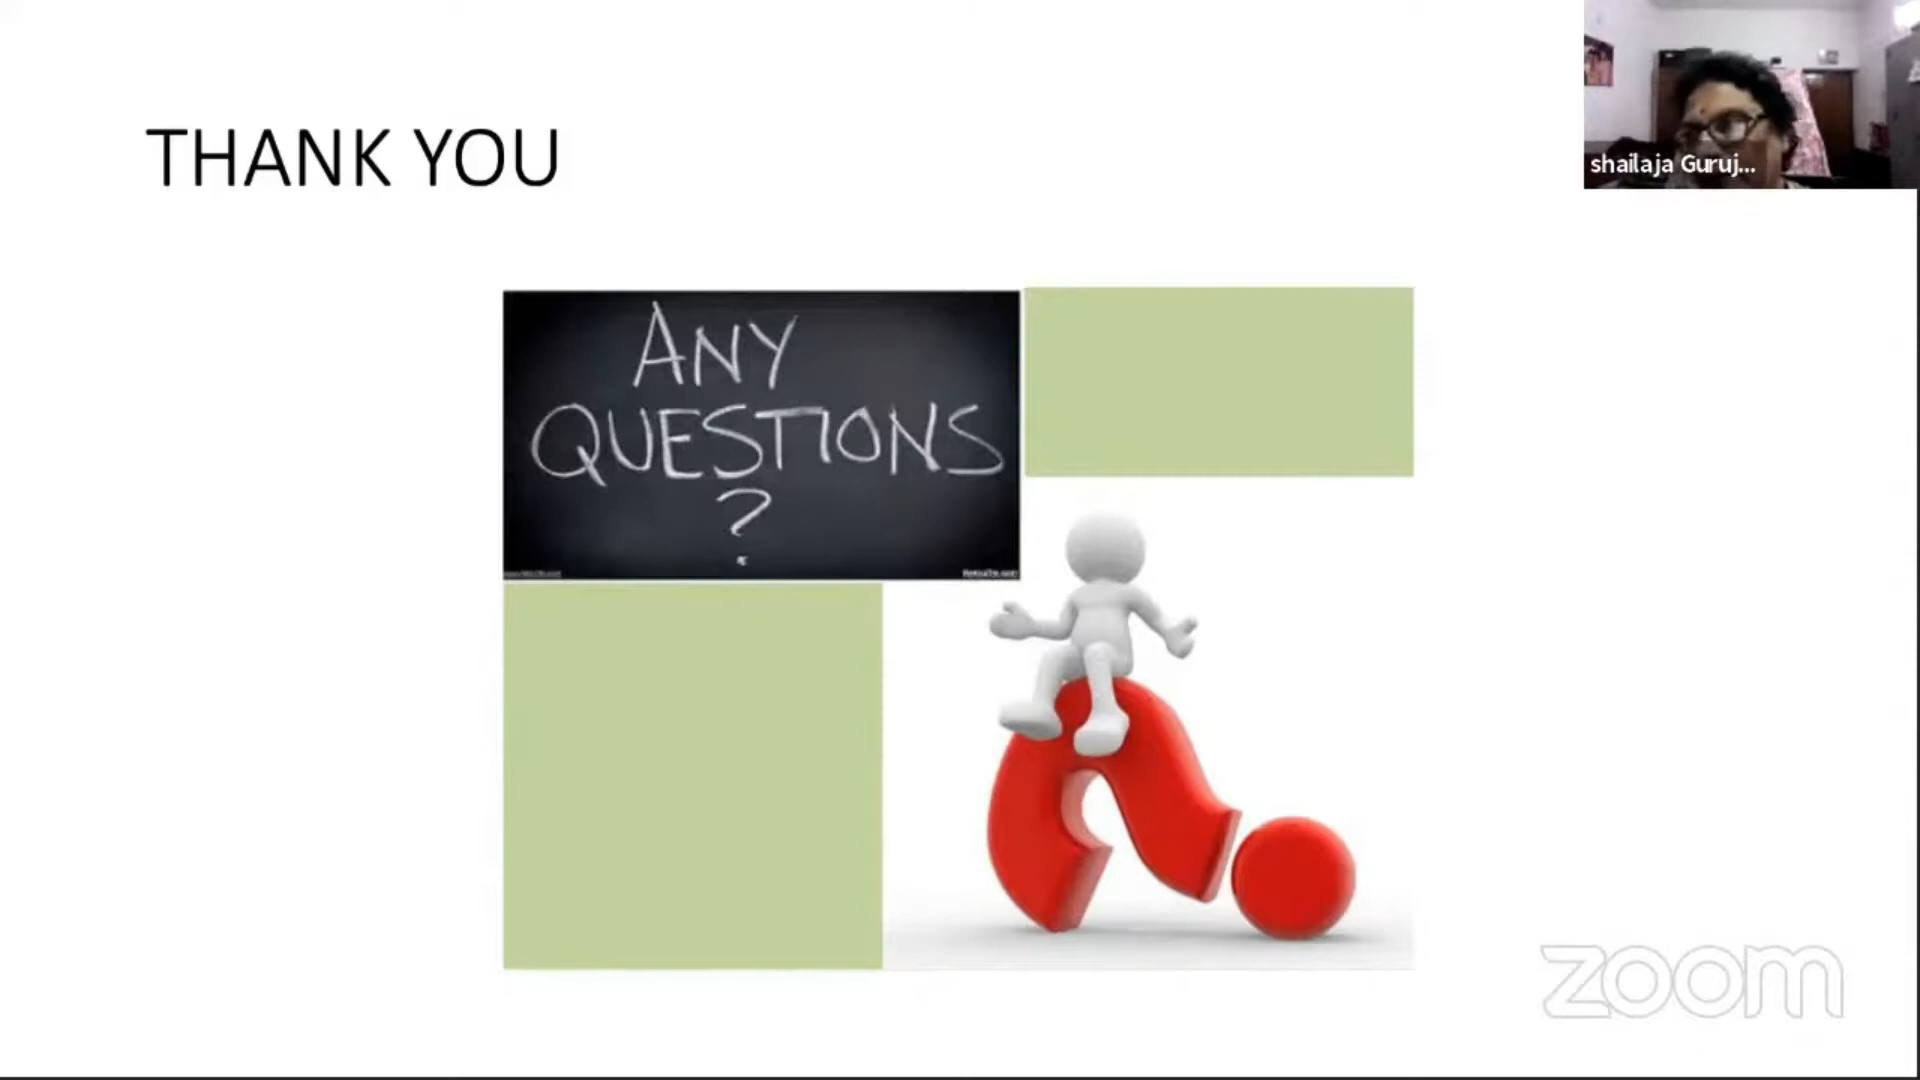 THANK YOU
shailaja Guruj...
ANY
QUESTIONS
?
zoom